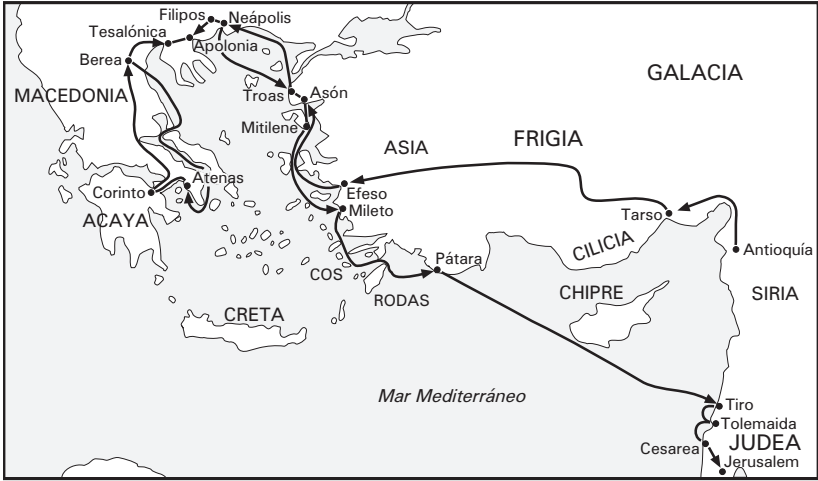 Filipos
Neápolis
Tesalónica
Apolonia
Berea
GALACIA
MACEDONIA
Troas
Asón
Mitilene
ASIA
FRIGIA
Atenas
Corinto
Efeso
Mileto
Tarso
ACAYA
CILICIA
Antioquía
Pátara
COS
RODAS
CHIPRE
SIRIA
CRETA
Mar Mediterráneo
Tiro
Tolemaida
Cesarea
JUDEA
Jerusalem